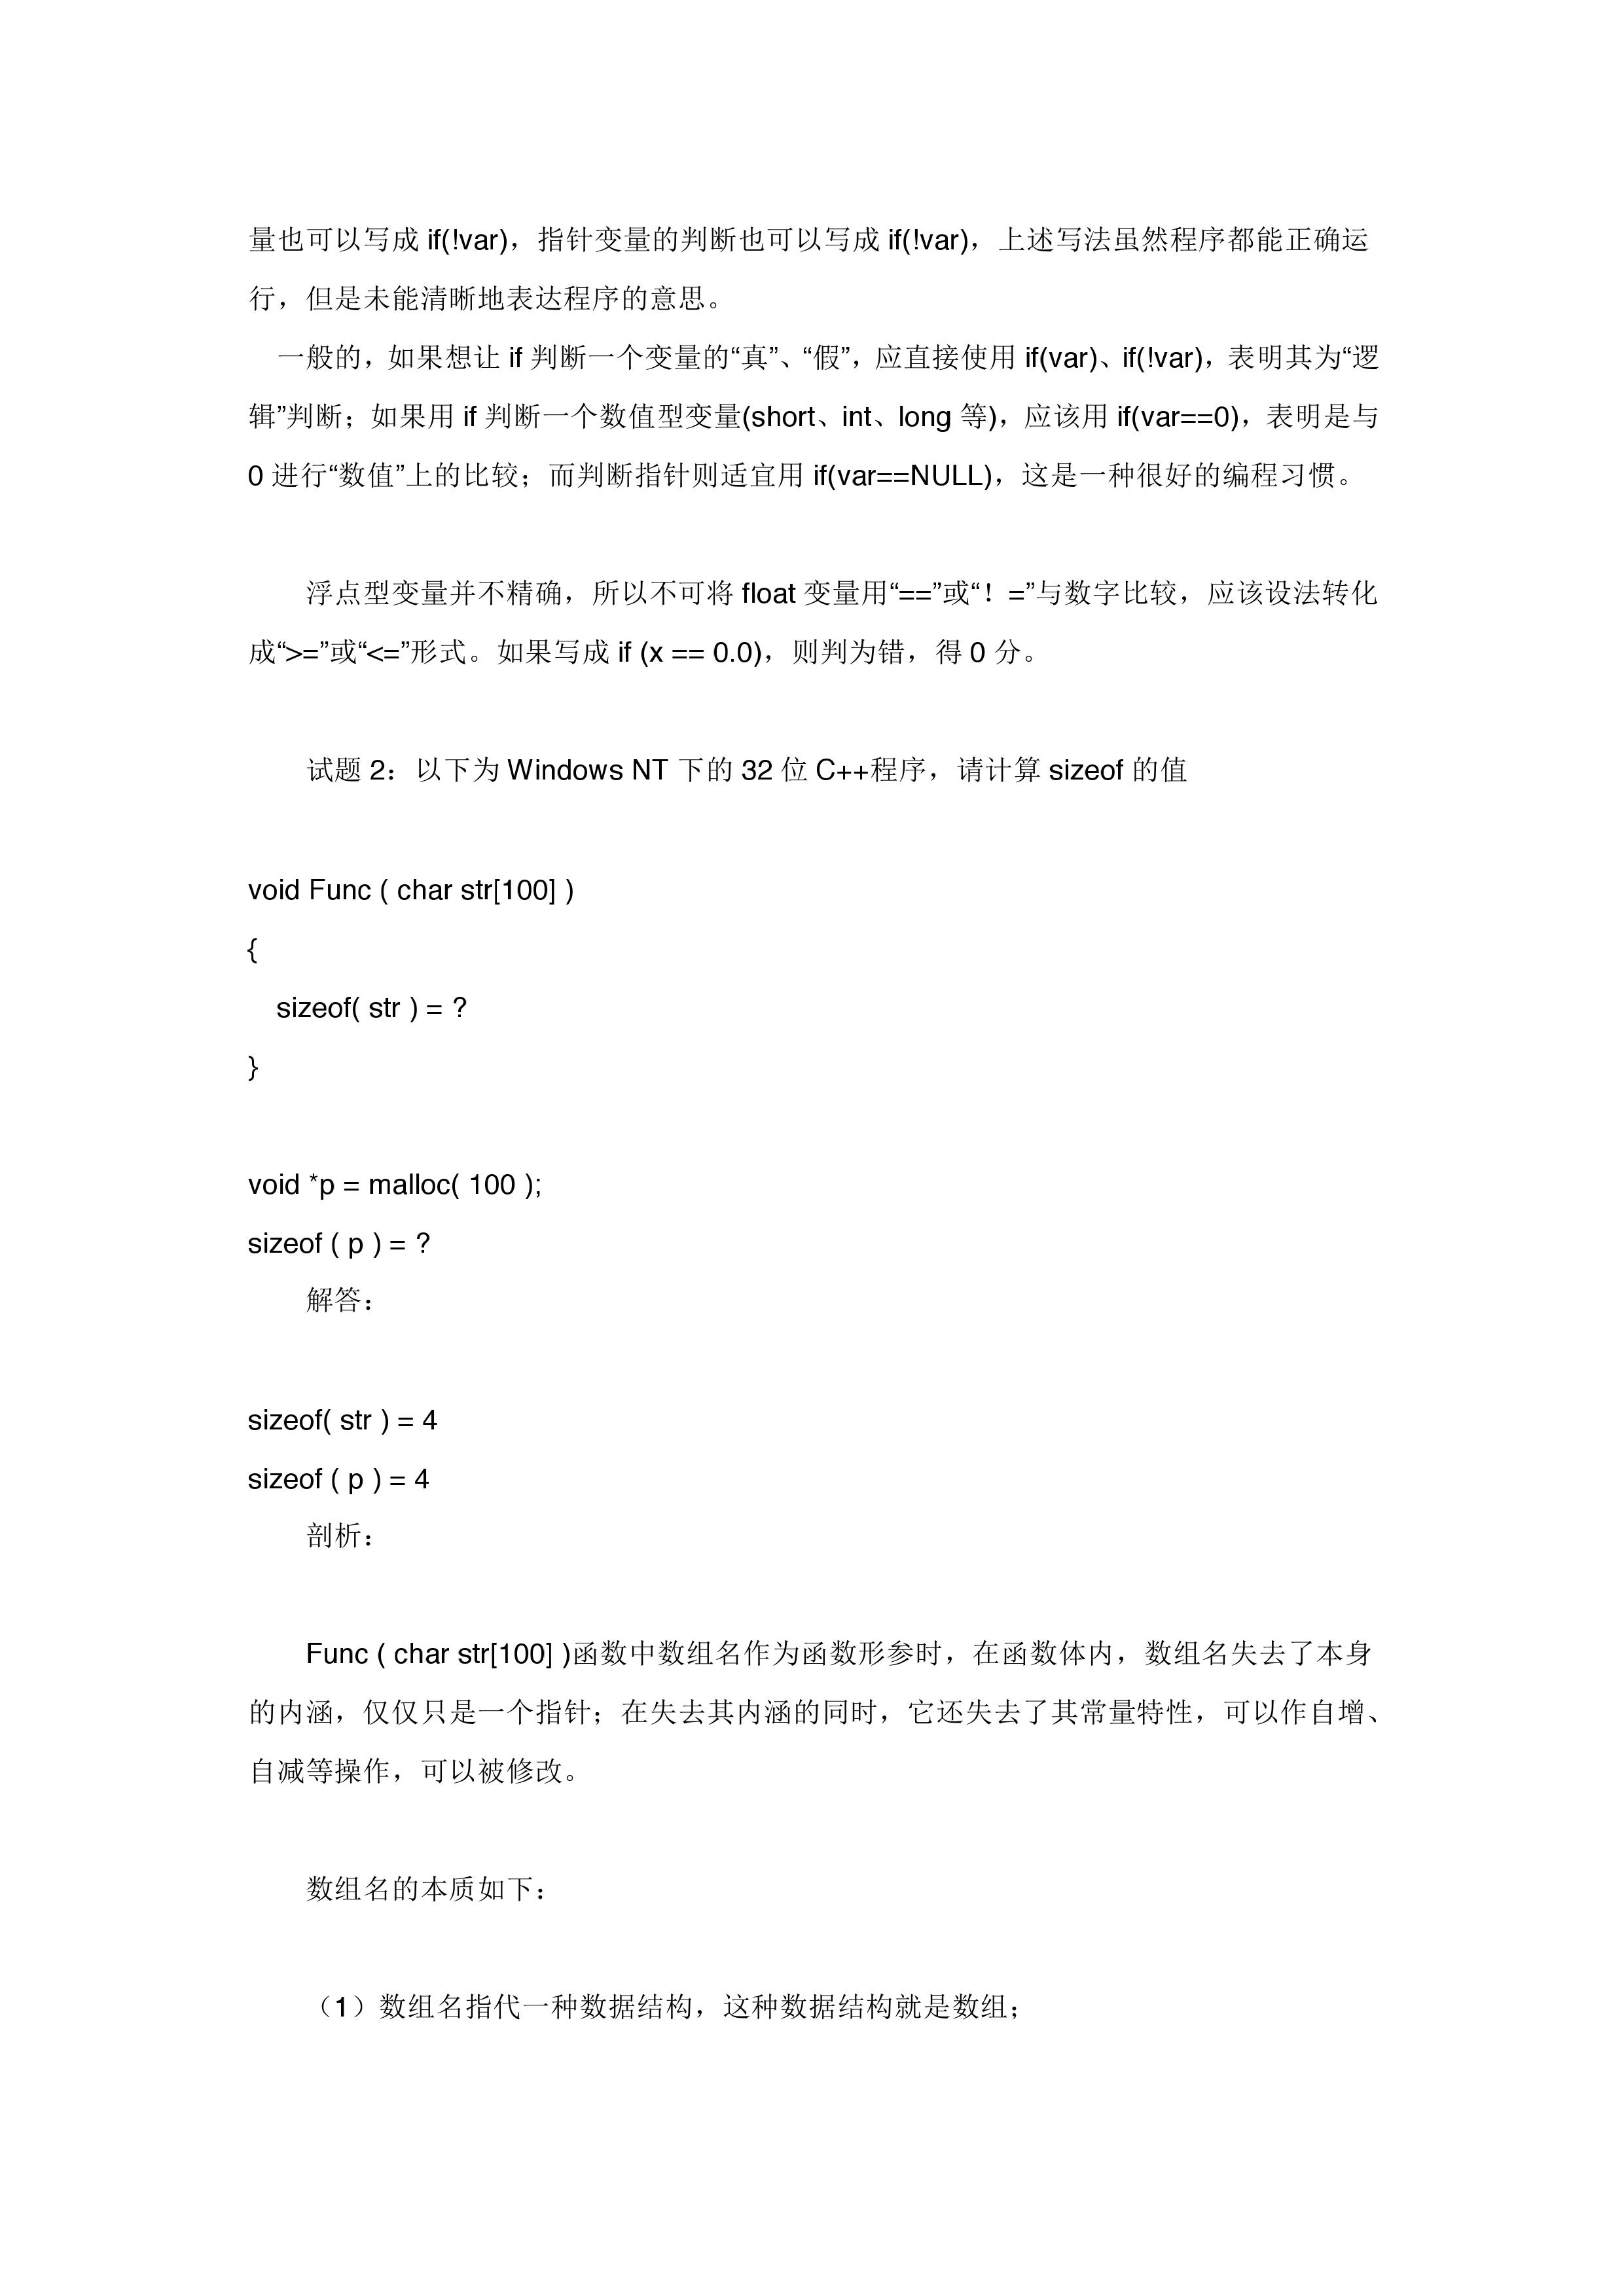 量也可以写成 if(!var)，指针变量的判断也可以写成 if(!var)，上述写法虽然程序都能正确运
行，但是未能清晰地表达程序的意思。
一般的，如果想让 if 判断一个变量的“真”、“假”，应直接使用 if(var)、if(!var)，表明其为“逻
辑”判断；如果用 if 判断一个数值型变量(short、int、long 等)，应该用 if(var==0)，表明是与
0 进行“数值”上的比较；而判断指针则适宜用 if(var==NULL)，这是一种很好的编程习惯。
浮点型变量并不精确，所以不可将 float 变量用“==”或“！=”与数字比较，应该设法转化
成“>=”或“<=”形式。如果写成 if (x == 0.0)，则判为错，得 0 分。
试题 2：以下为 Windows NT 下的 32 位 C++程序，请计算 sizeof 的值
void Func ( char str[100] )
{
sizeof( str ) = ?
}
void *p = malloc( 100 );
sizeof ( p ) = ?
解答：
sizeof( str ) = 4
sizeof ( p ) = 4
剖析：
Func ( char str[100] )函数中数组名作为函数形参时，在函数体内，数组名失去了本身
的内涵，仅仅只是一个指针；在失去其内涵的同时，它还失去了其常量特性，可以作自增、
自减等操作，可以被修改。
数组名的本质如下：
（1）数组名指代一种数据结构，这种数据结构就是数组；